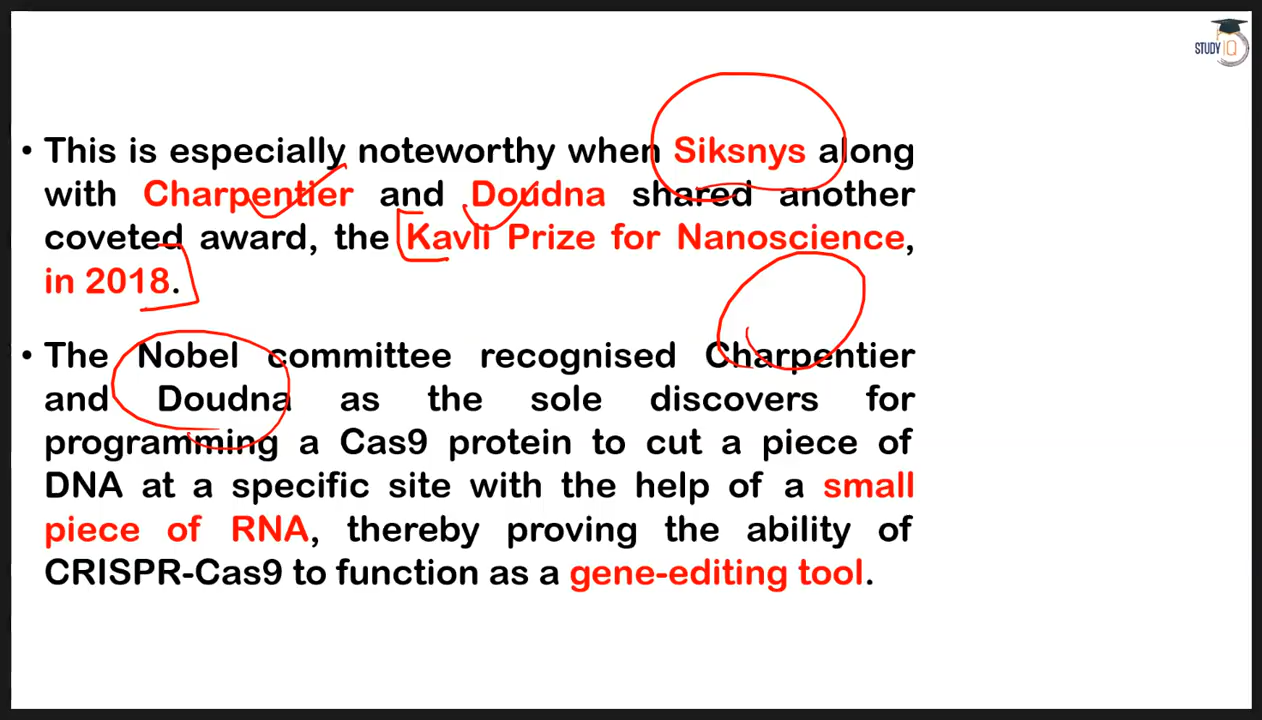 STUDY IQ
• This is especially noteworthy when Siksnys along
with Charpentier and Doudna shared another
coveted award, the Kavli Prize for Nanoscience,
in 2018.
• The Nobel committee recognised Charpentier
and Doudna as the sole discovers for
programming a Cas9 protein to cut a piece of
DNA at a specific site with the help of a small
piece of RNA, thereby proving the ability of
CRISPR-Cas9 to function as a gene-editing tool.